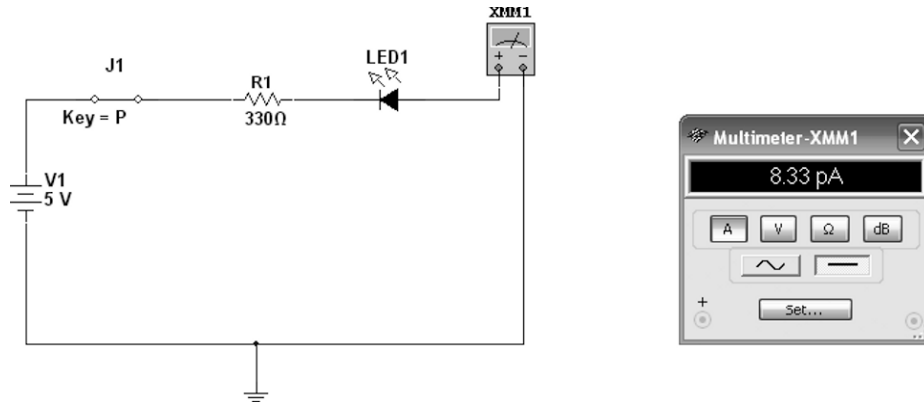 XMM1
LED1
J1
R1
Key = P
330Ω
V1
5 V
Multimeter-XMM1
8.33 pA
A V Ω dB
Set...